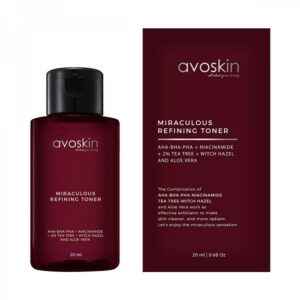 avoskin
MIRACULOUS
REFINING TONER
AHA-BHA-PHA + NIACINAMIDE
+ 2% TEA TREE + WITCH HAZEL
AND ALOE VERA
20 ml
avoskin
MIRACULOUS
REFINING TONER
AHA-BHA-PHA + NIACINAMIDE
+ 2% TEA TREE + WITCH HAZEL
AND ALOE VERA
The Combination of
AHA-BHA-PHA-NIACINAMIDE
TEA TREE-WITCH HAZEL
and Aloe Vera work as
effective exfoliator to make
skin cleaner, and more radiant
Let's enjoy the miraculous sensation
20 ml | 0.68 Oz